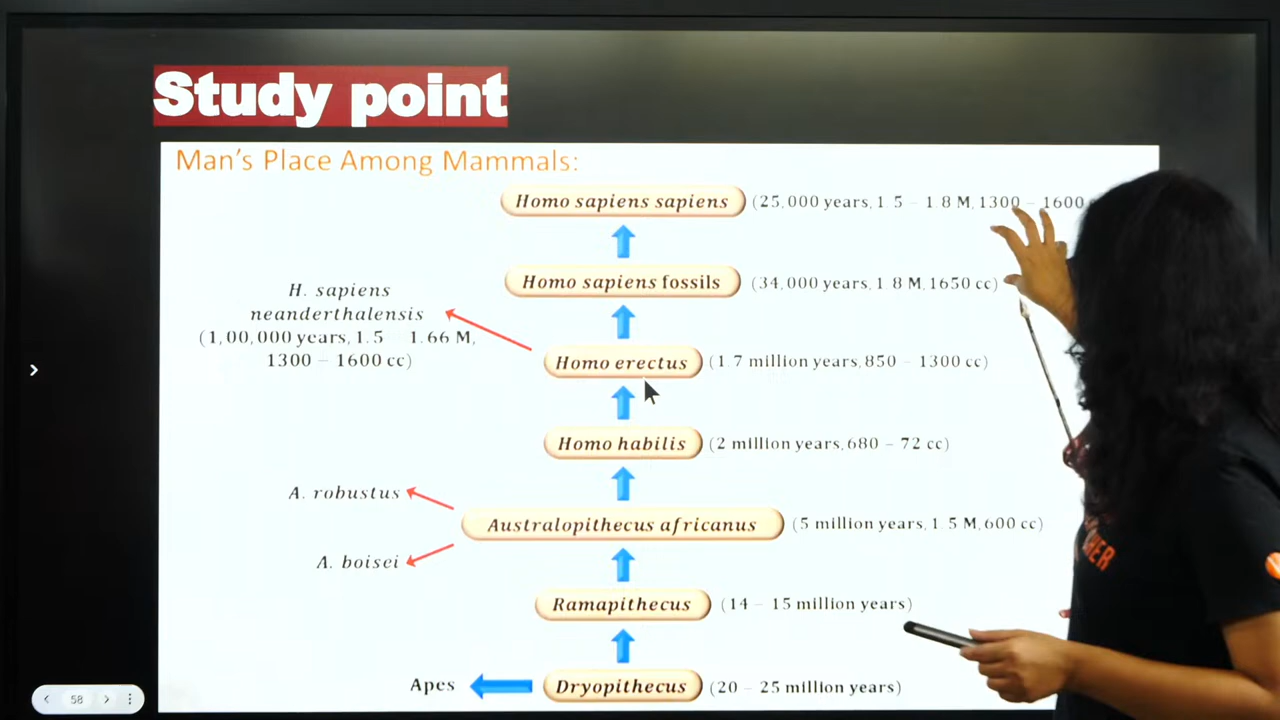 Study point
Man's Place Among Mammals:
Homo sapiens sapiens (25,000 years, 1.5 – 1.8 M, 1300 – 1600
Homo sapiens fossils (34,000 years, 1.8 M, 1650 cc)
H. sapiens
neanderthalensis
(1,00,000 years, 1.5 – 1.66 M,
1300 – 1600 cc)
Homo erectus (1.7 million years, 850 – 1300 cc)
Homo habilis (2 million years, 680 – 72 cc)
A. robustus
Australopithecus africanus (5 million years, 1.5 M, 600 cc)
A. boisei
Ramapithecus (14 – 15 million years)
Apes Dryopithecus (20 – 25 million years)
58